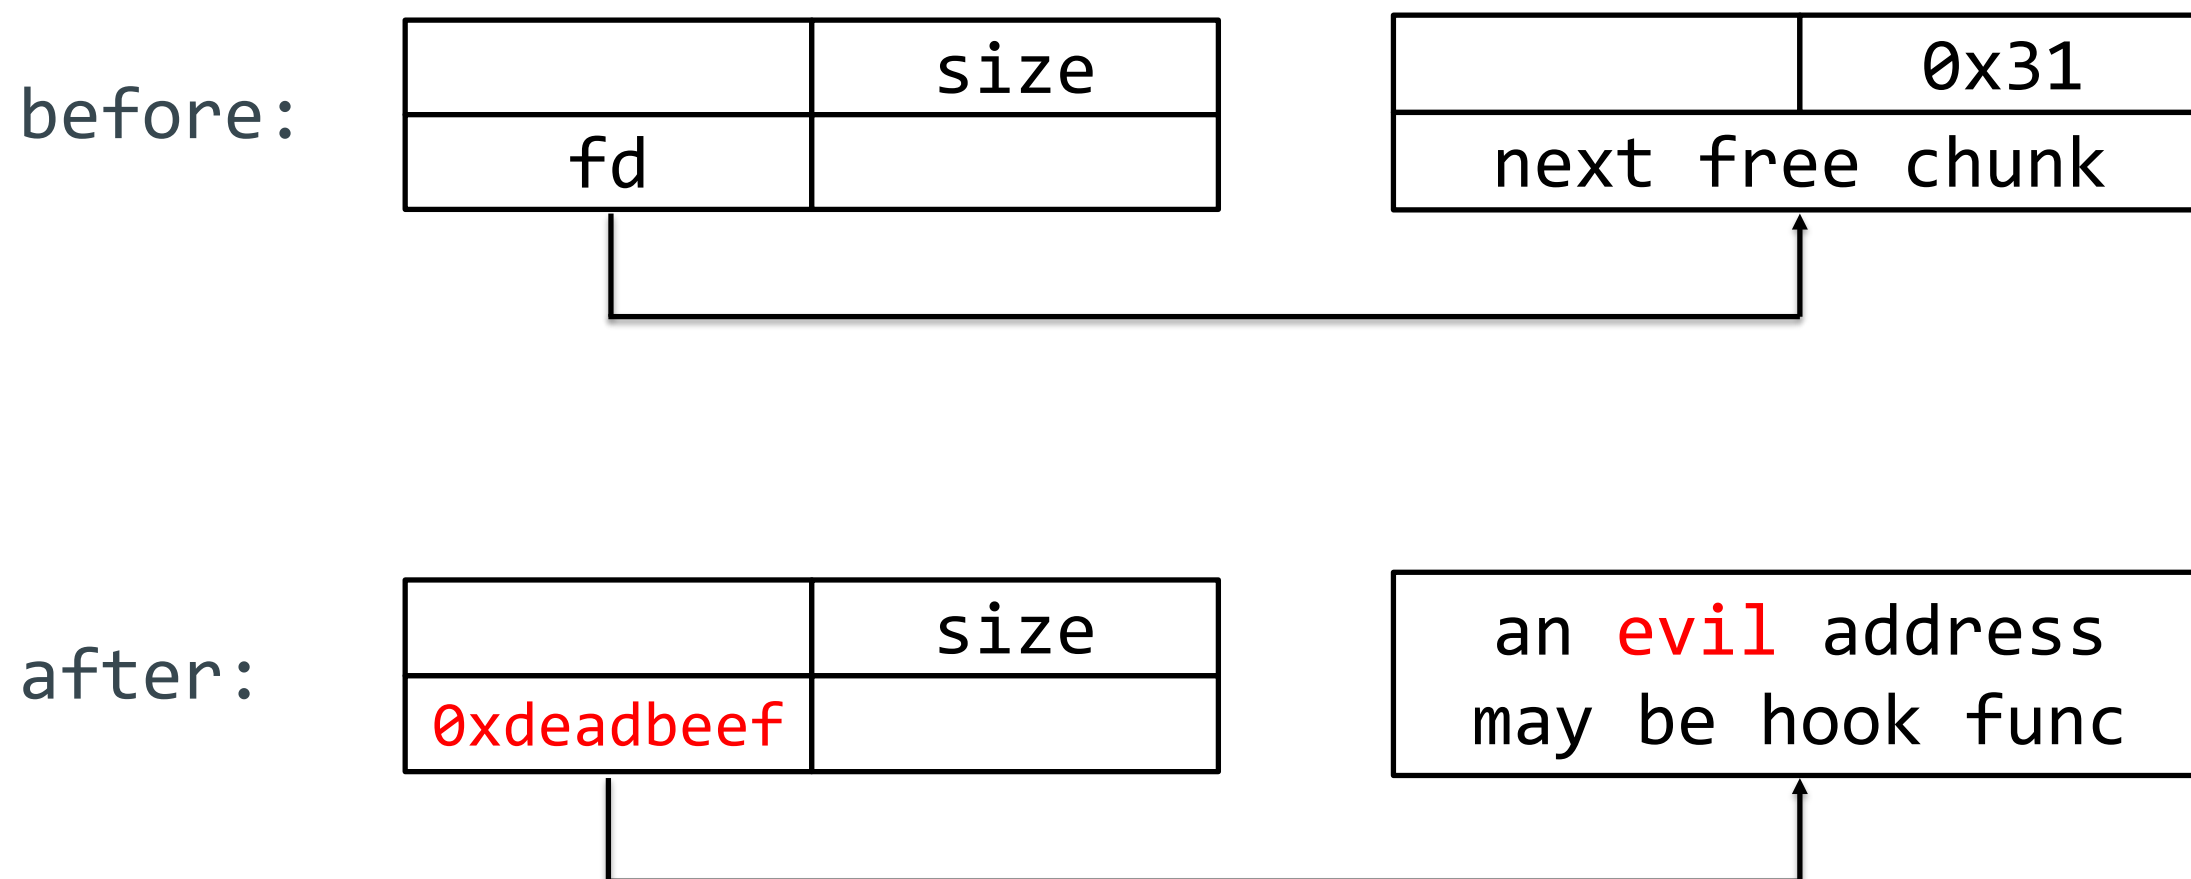 before:
size
0x31
fd
next free chunk
after:
size
an evil address
0xdeadbeef
may be hook func